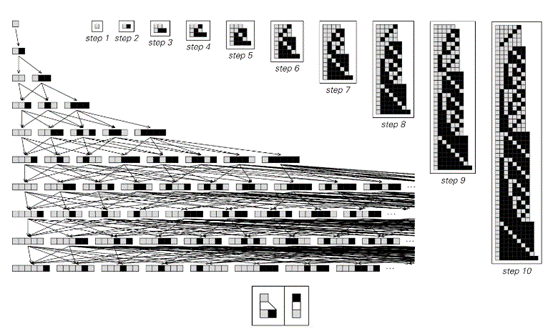 step 1
step 2
step 3
step 4
step 5
step 6
step 7
step 8
step 9
step 10
...
...
...
...